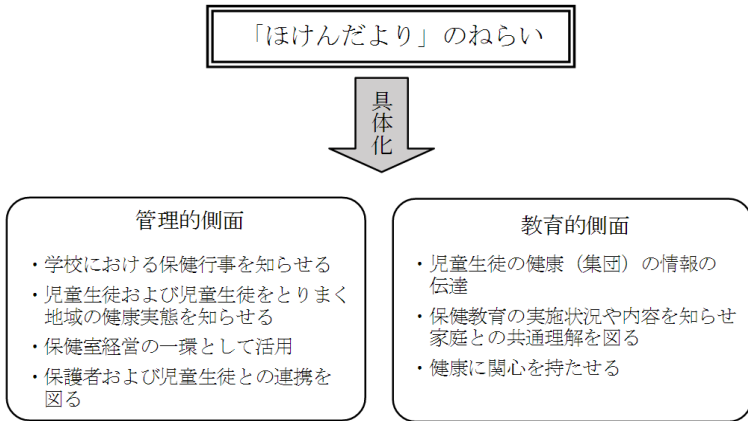 「ほけんだより」のねらい
具体化
管理的側面
・学校における保健行事を知らせる
・児童生徒および児童生徒をとりまく
地域の健康実態を知らせる
・保健室経営の一環として活用
・保護者および児童生徒との連携を
図る
教育的側面
・児童生徒の健康（集団）の情報の
伝達
・保健教育の実施状況や内容を知らせ
家庭との共通理解を図る
・健康に関心を持たせる